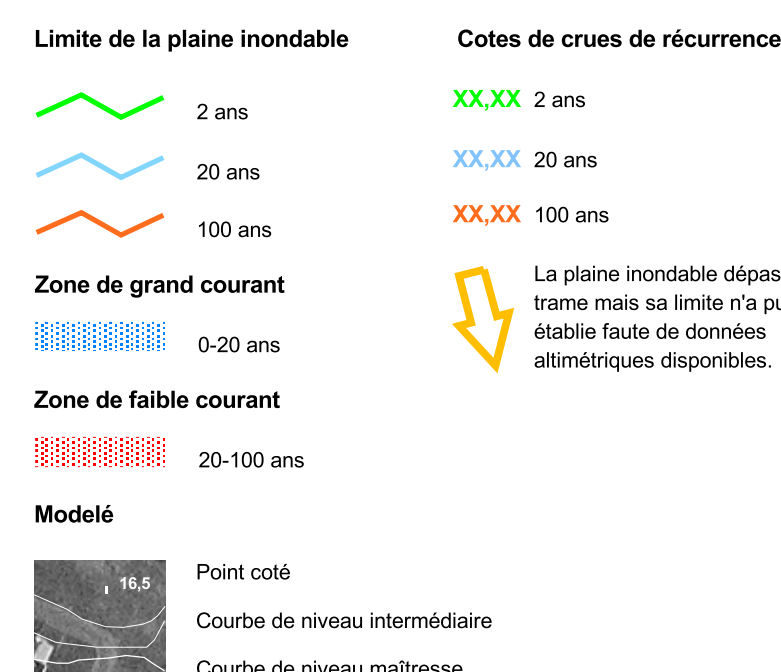 Limite de la plaine inondable
2 ans
20 ans
100 ans
Zone de grand courant
0-20 ans
Zone de faible courant
20-100 ans
Modelé
16,5
Point coté
Courbe de niveau intermédiaire
Courbe de niveau maîtresse
Cotes de crues de récurrence
XX,XX 2 ans
XX,XX 20 ans
XX,XX 100 ans
La plaine inondable
trame mais sa limite n'a
établie faute de données
altimétriques disponibles.